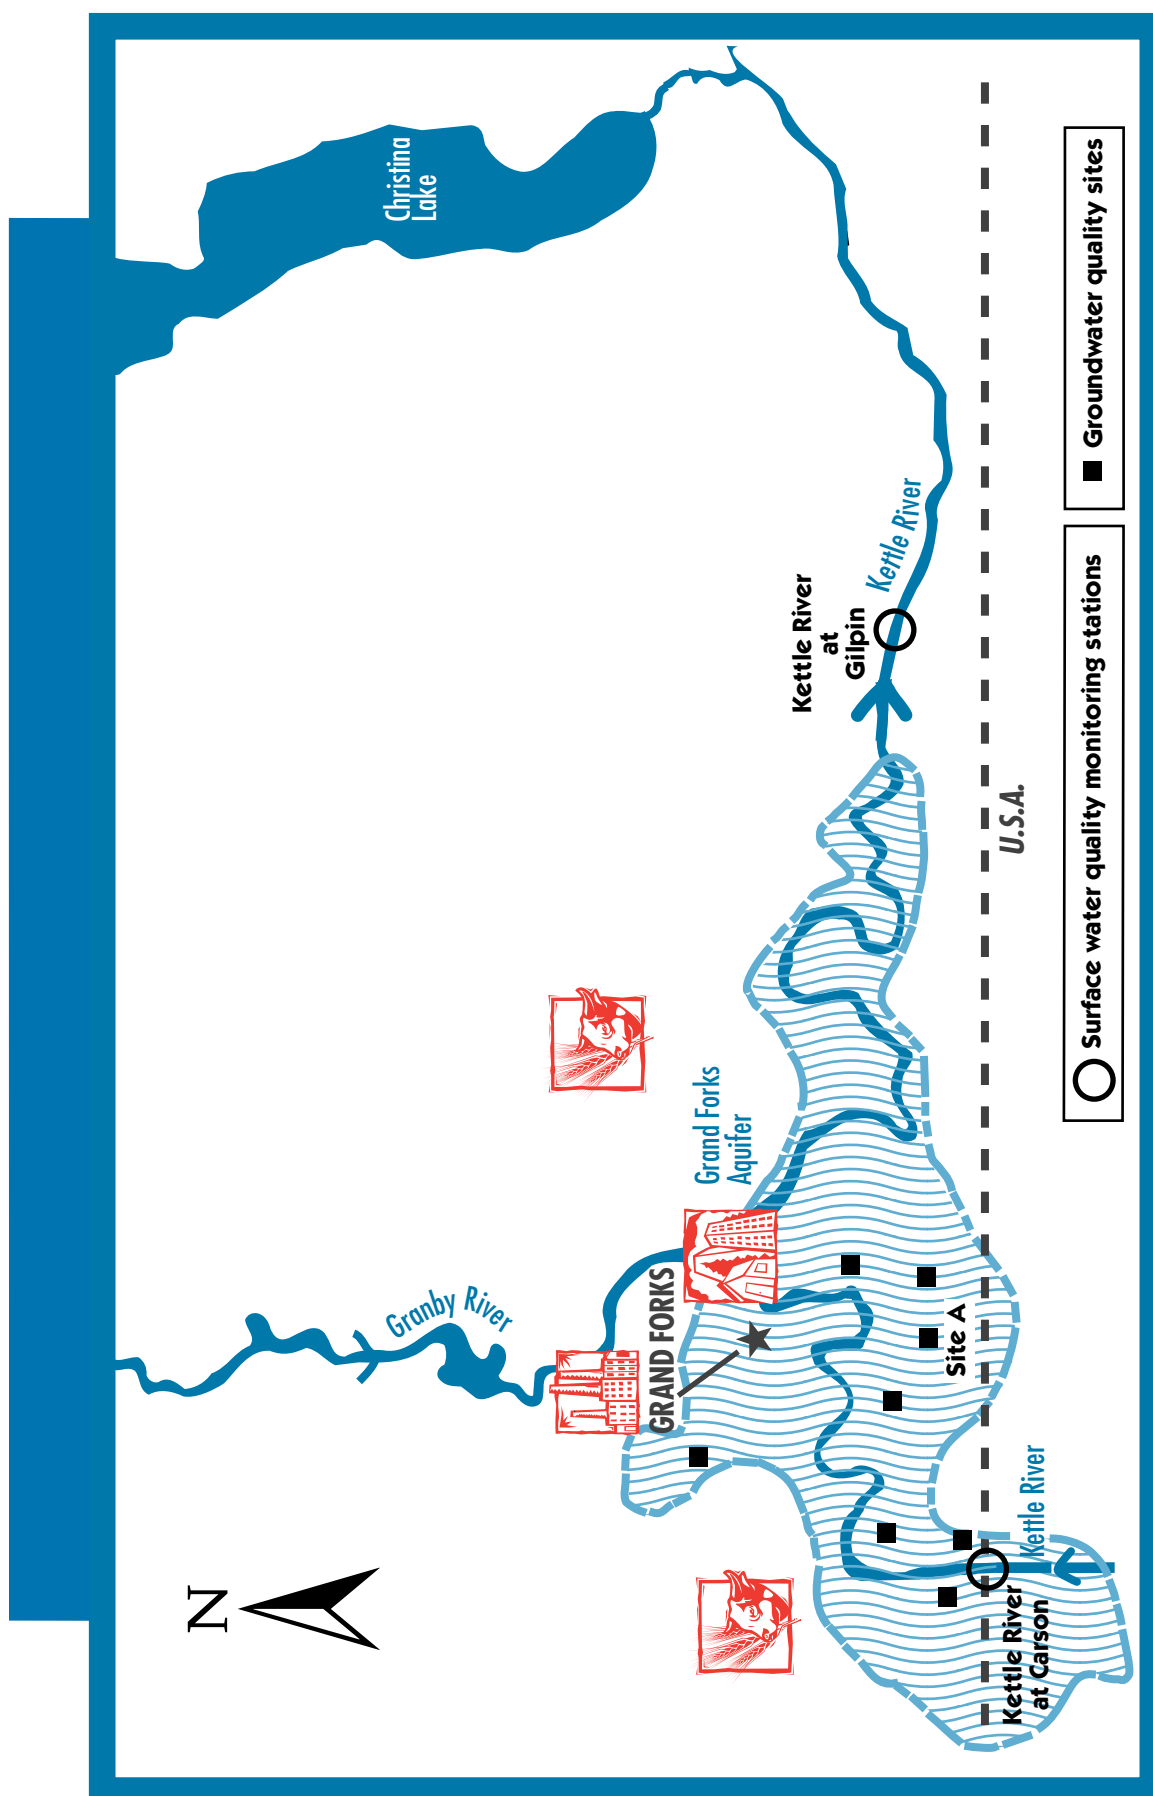 N
Christina
Lake
Granby River
GRAND FORKS
Grand Forks
Aquifer
Kettle River
at
Gilpin
Kettle River
Site A
U.S.A.
Kettle River
Kettle River
at Carson
Surface water quality monitoring stations
Groundwater quality sites